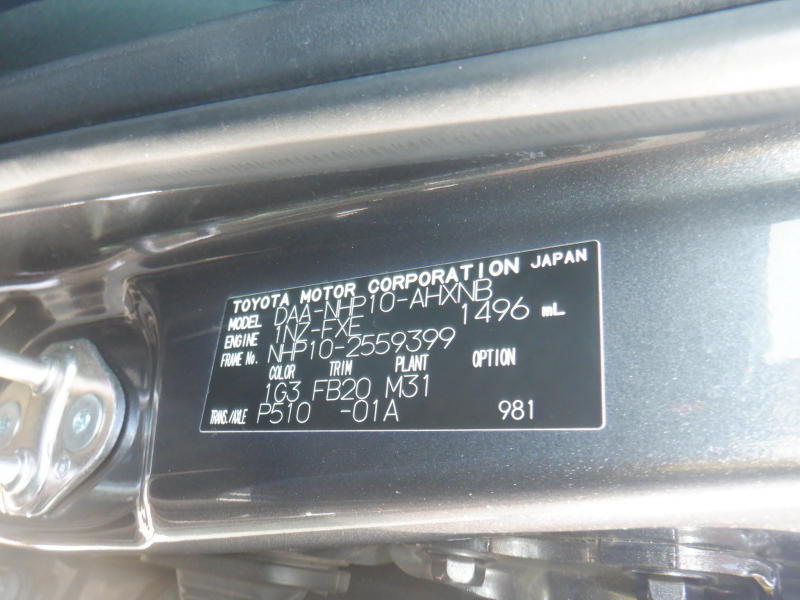 TOYOTA MOTOR CORPORATION JAPAN
MODEL DAA-NHP10-AHXNB
ENGINE 1NZ-FXE 1496 mL
FRAME No. NHP10-2559399
COLOR TRIM PLANT OPTION
1G3 FB20 M31
TRANS./AXLE P510 -01A 981